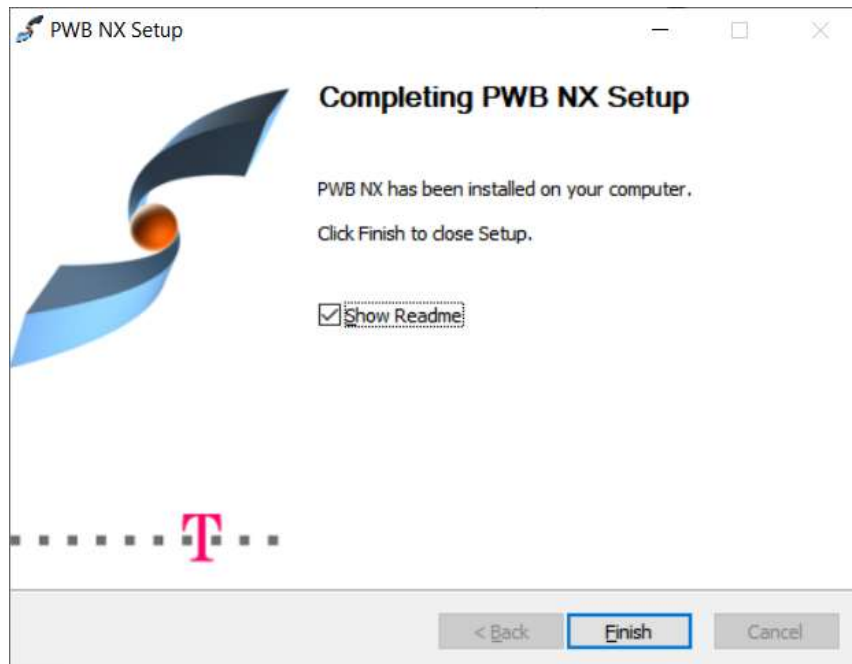 PWB NX Setup
Completing PWB NX Setup
PWB NX has been installed on your computer.
Click Finish to close Setup.
Show Readme
T
< Back
Finish
Cancel